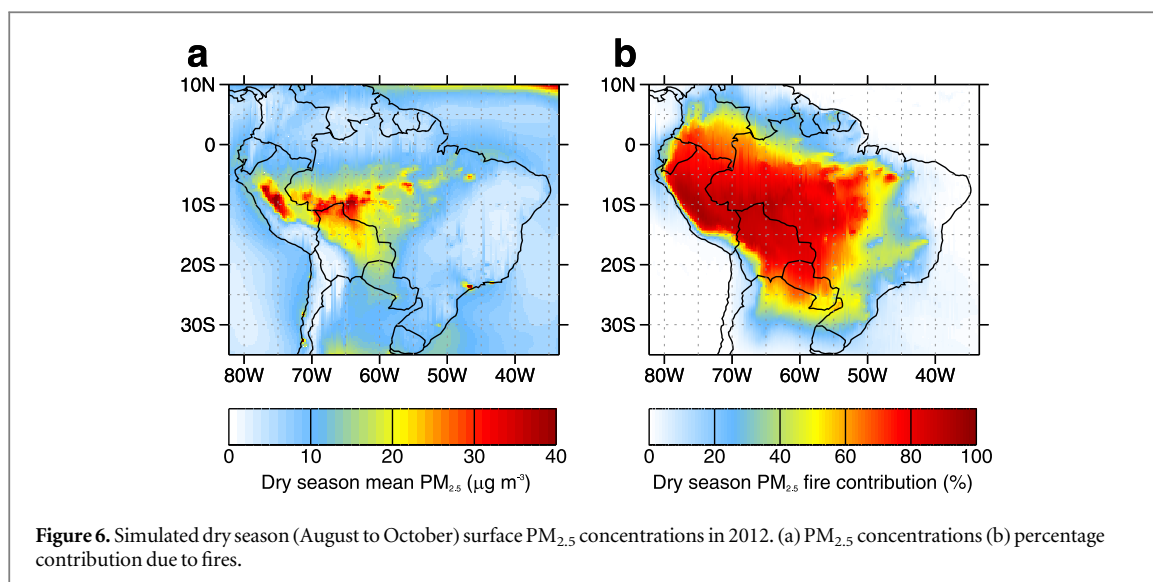 a
b
10N
0
10S
20S
30S
80W 70W 60W 50W 40W
10N
0
10S
20S
30S
80W 70W 60W 50W 40W
0 10 20 30 40
Dry season mean PM₂.₅ (μg m⁻³)
0 20 40 60 80 100
Dry season PM₂.₅ fire contribution (%)
Figure 6. Simulated dry season (August to October) surface PM₂.₅ concentrations in 2012. (a) PM₂.₅ concentrations (b) percentage
contribution due to fires.